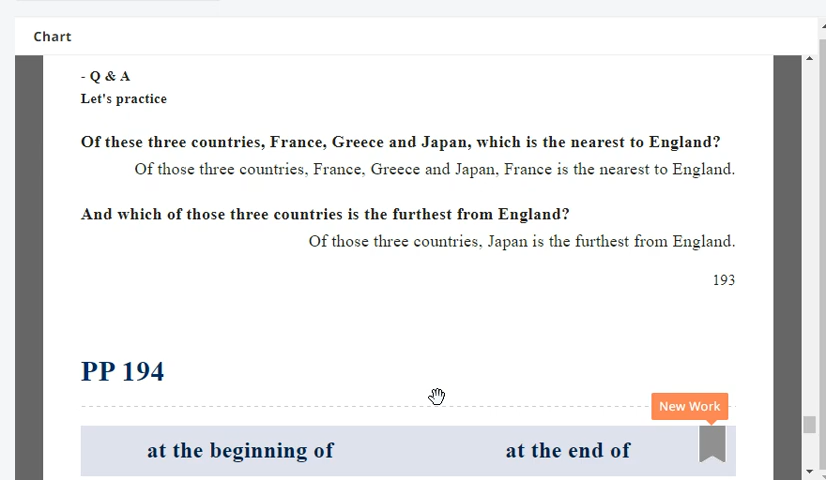 Chart
- Q & A
Let's practice
Of these three countries, France, Greece and Japan, which is the nearest to England?
Of those three countries, France, Greece and Japan, France is the nearest to England.
And which of those three countries is the furthest from England?
Of those three countries, Japan is the furthest from England.
193
PP 194
New Work
at the beginning of at the end of